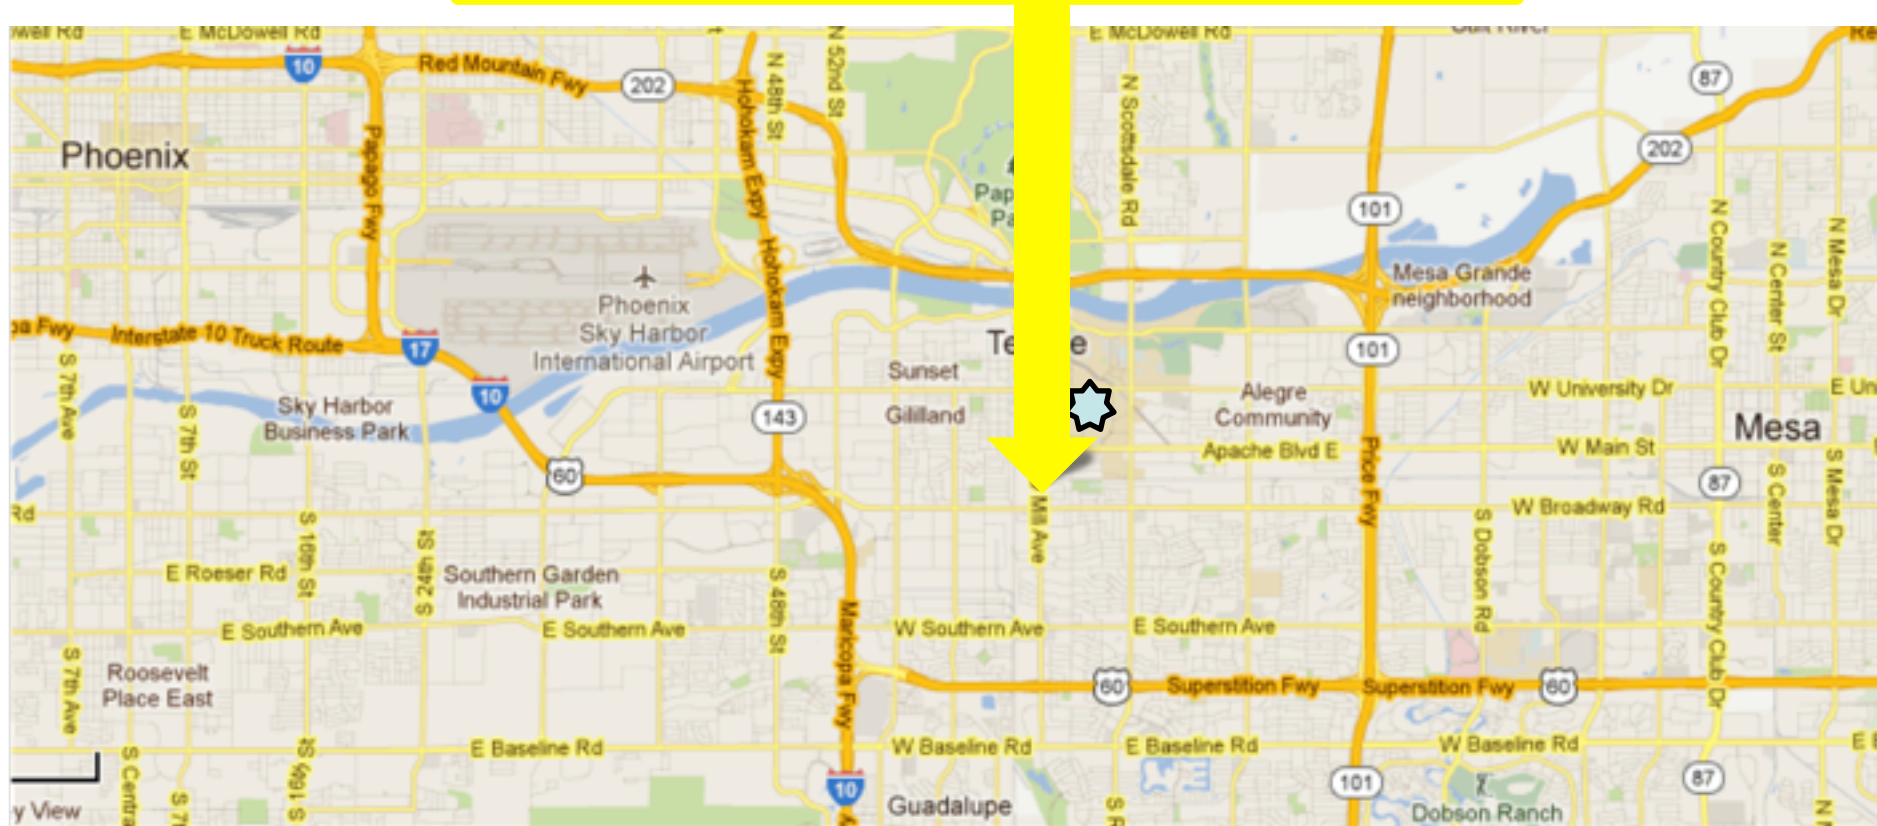 E McDowell Rd
E McDowell Rd
10
Red Mountain Fwy
202
N 48th St
N 52nd St
Hohokam Expy
N Scottsdale Rd
87
202
Phoenix
Papago Fwy
101
N Country Club Dr
N Center St
N Mesa Dr
Hohokam Expy
Mesa Grande
neighborhood
Phoenix
Sky Harbor
International Airport
Interstate 10 Truck Route
17
101
Sunset
S 7th Ave
S 7th St
10
Sky Harbor
Business Park
143
Gililland
Alegre
Community
W University Dr
Mesa
Apache Blvd E
W Main St
60
Price Fwy
87
S Center
S Mesa Dr
Rd
Mill Ave
W Broadway Rd
S 16th St
S 24th St
S Dobson Rd
S Country Club Dr
E Roeser Rd
Southern Garden
Industrial Park
S 48th St
Maricopa Fwy
E Southern Ave
E Southern Ave
W Southern Ave
E Southern Ave
Roosevelt
Place East
S 7th Ave
60
Superstition Fwy
Superstition Fwy
60
E Baseline Rd
W Baseline Rd
E Baseline Rd
W Baseline Rd
S 16th St
10
101
87
Guadalupe
Dobson Ranch